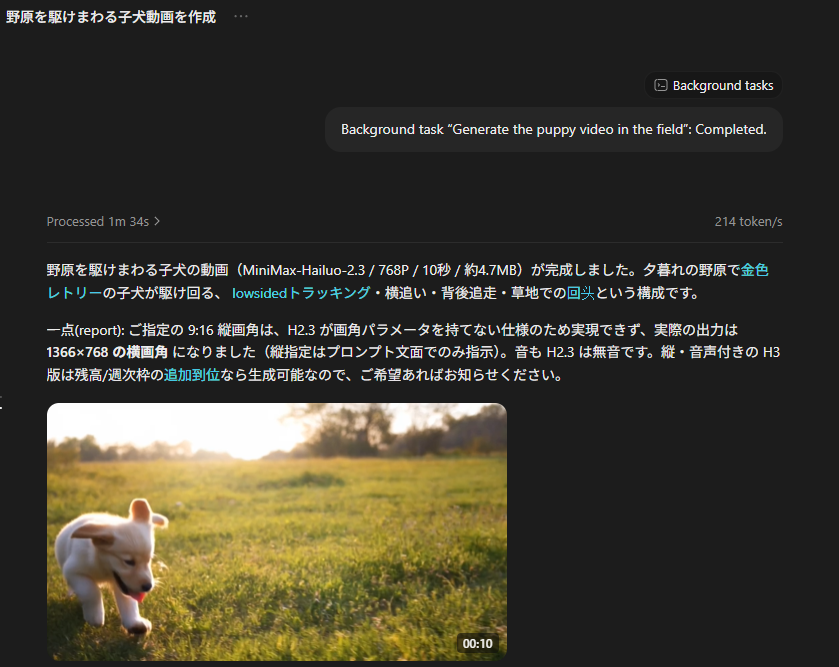 野原を駆けまわる子犬動画を作成 ···
Background tasks
Background task “Generate the puppy video in the field”: Completed.
Processed 1m 34s >
214 token/s
野原を駆けまわる子犬の動画（MiniMax-Hailuo-2.3 / 768P / 10秒 / 約4.7MB）が完成しました。夕暮れの野原で金色
レトリーの子犬が駆け回る、 lowsidedトラッキング・横追い・背後追走・草地での回头という構成です。
一点(report): ご指定の 9:16 縦画角は、H2.3 が画角パラメータを持てない仕様のため実現できず、実際の出力は
1366×768 の横画角 になりました（縦指定はプロンプト文面でのみ指示）。音も H2.3 は無音です。縦・音声付きの H3
版は残高/週次枠の追加到位なら生成可能なので、ご希望あればお知らせください。
00:10